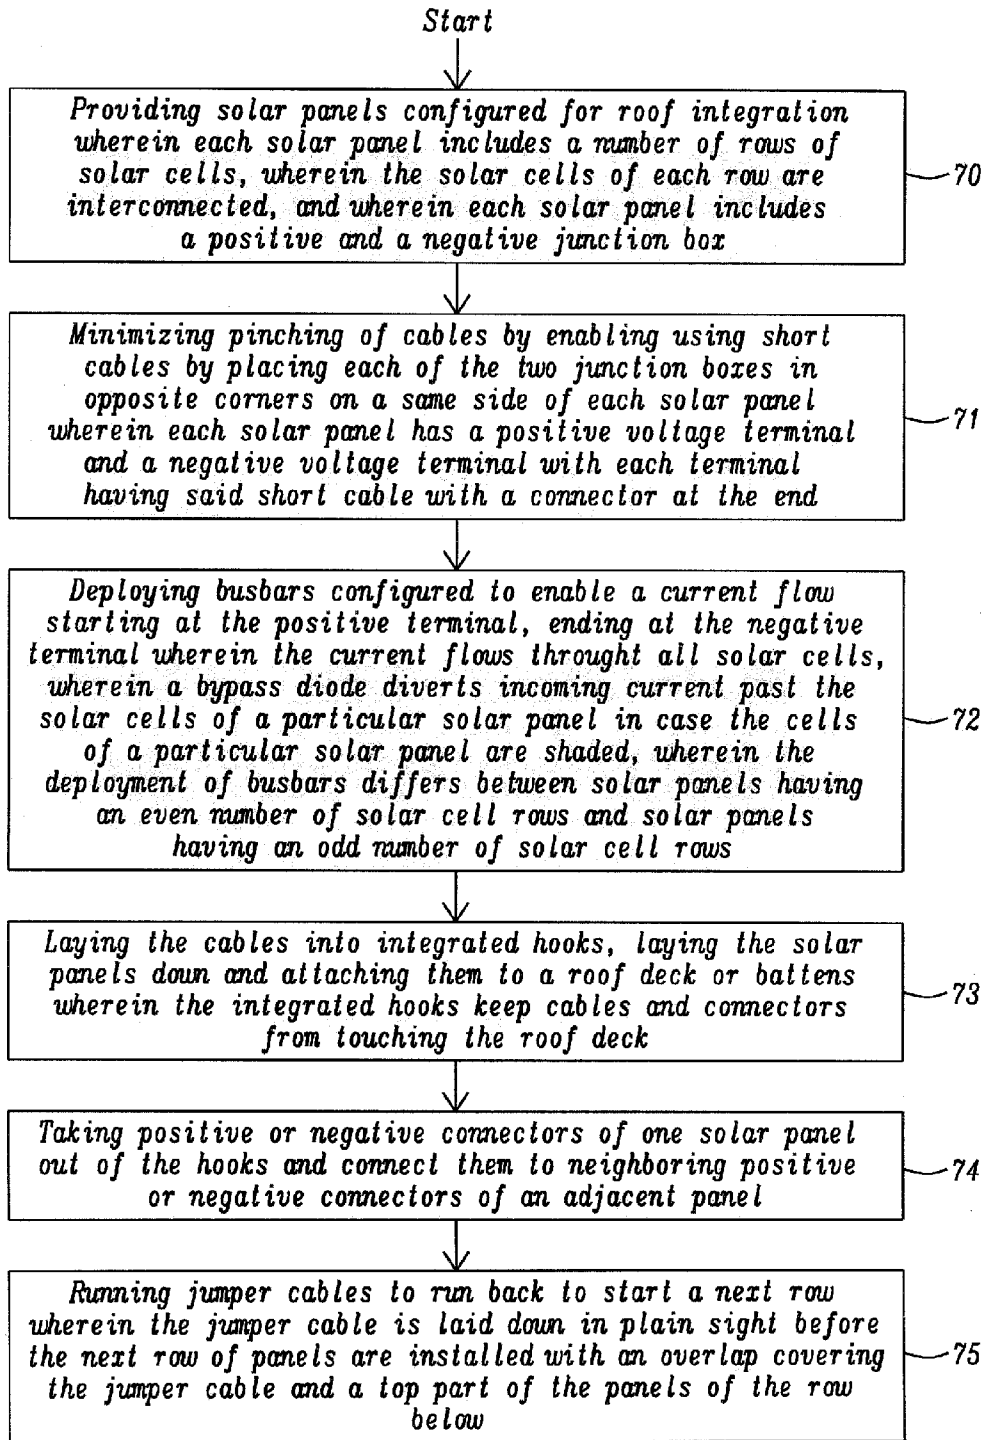 Start
Providing solar panels configured for roof integration
wherein each solar panel includes a number of rows of
solar cells, wherein the solar cells of each row are
interconnected, and wherein each solar panel includes
a positive and a negative junction box
70
Minimizing pinching of cables by enabling using short
cables by placing each of the two junction boxes in
opposite corners on a same side of each solar panel
wherein each solar panel has a positive voltage terminal
and a negative voltage terminal with each terminal
having said short cable with a connector at the end
71
Deploying busbars configured to enable a current flow
starting at the positive terminal, ending at the negative
terminal wherein the current flows throught all solar cells,
wherein a bypass diode diverts incoming current past the
solar cells of a particular solar panel in case the cells
of a particular solar panel are shaded, wherein the
deployment of busbars differs between solar panels having
an even number of solar cell rows and solar panels
having an odd number of solar cell rows
72
Laying the cables into integrated hooks, laying the solar
panels down and attaching them to a roof deck or battens
wherein the integrated hooks keep cables and connectors
from touching the roof deck
73
Taking positive or negative connectors of one solar panel
out of the hooks and connect them to neighboring positive
or negative connectors of an adjacent panel
74
Running jumper cables to run back to start a next row
wherein the jumper cable is laid down in plain sight before
the next row of panels are installed with an overlap covering
the jumper cable and a top part of the panels of the row
below
75